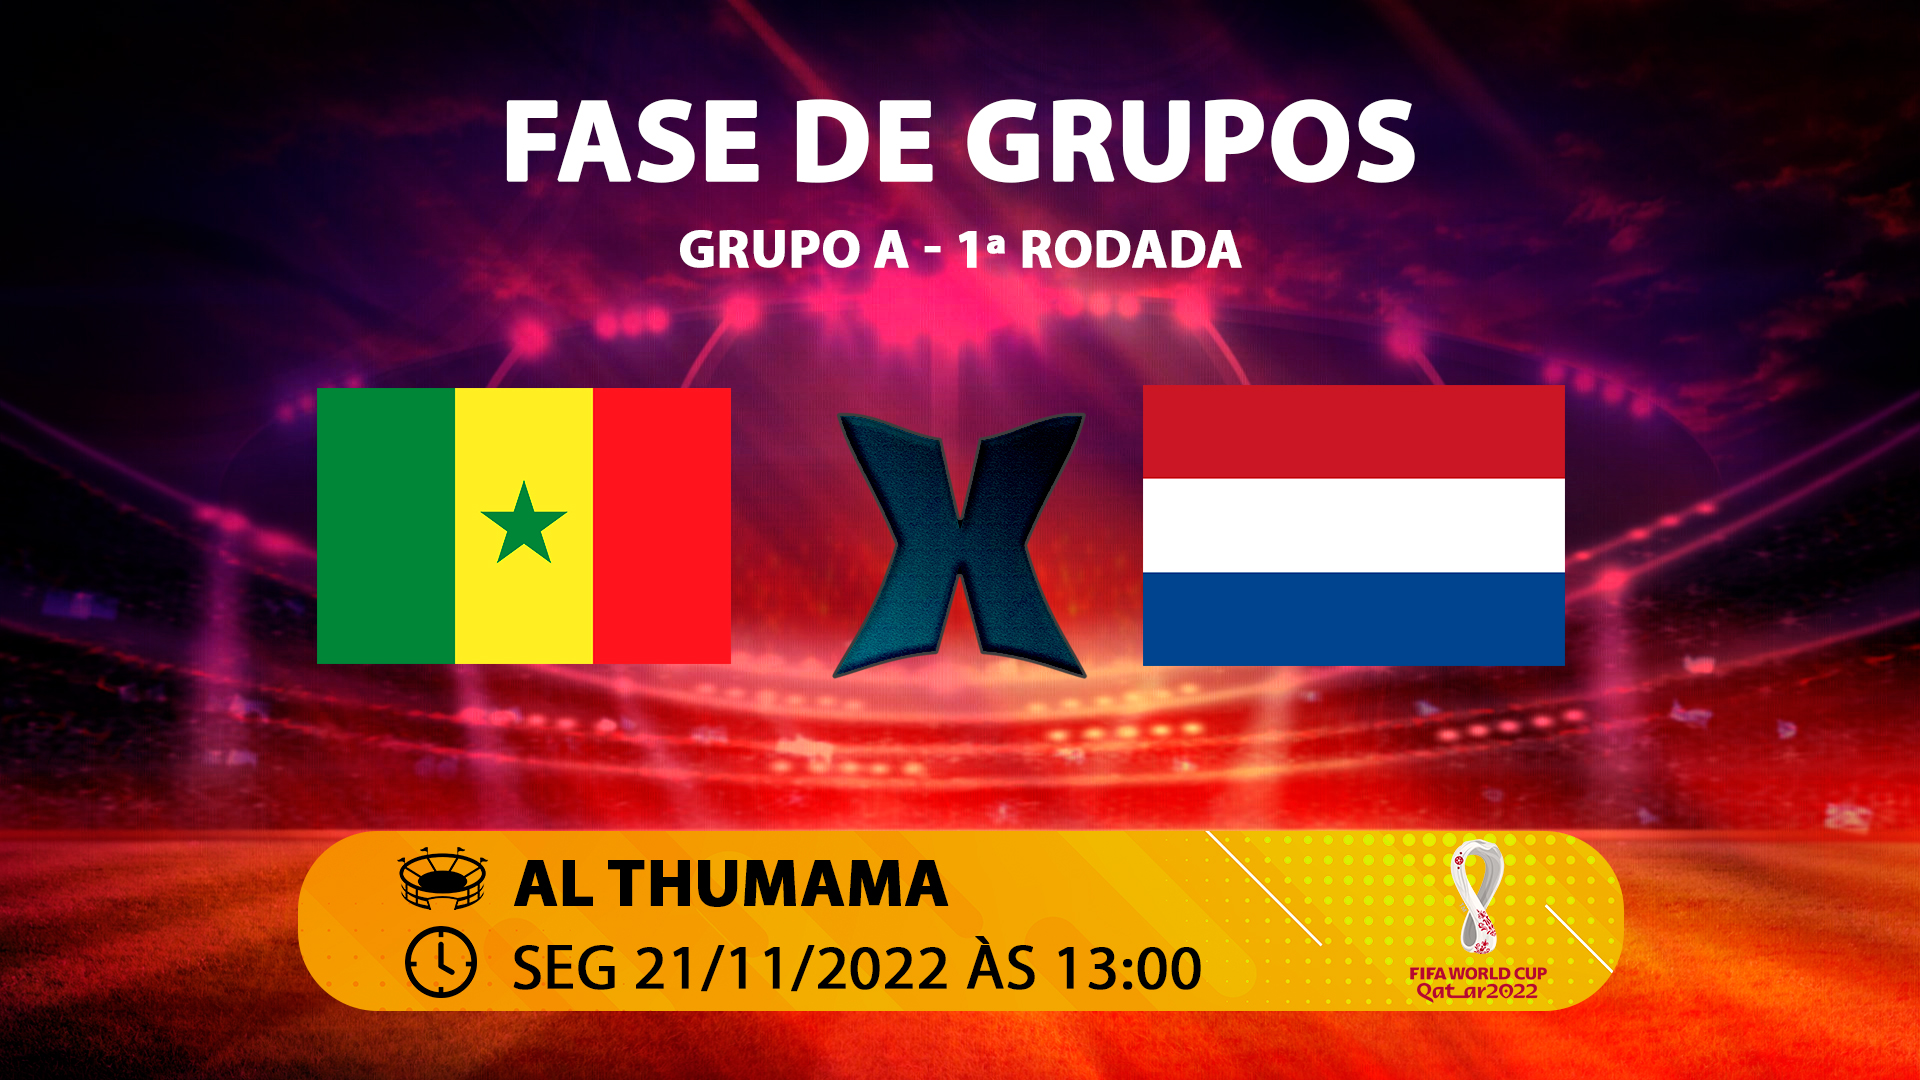 FASE DE GRUPOS
GRUPO A - 1ª RODADA
X
AL THUMAMA
SEG 21/11/2022 ÀS 13:00
FIFA WORLD CUP
Qatar2022